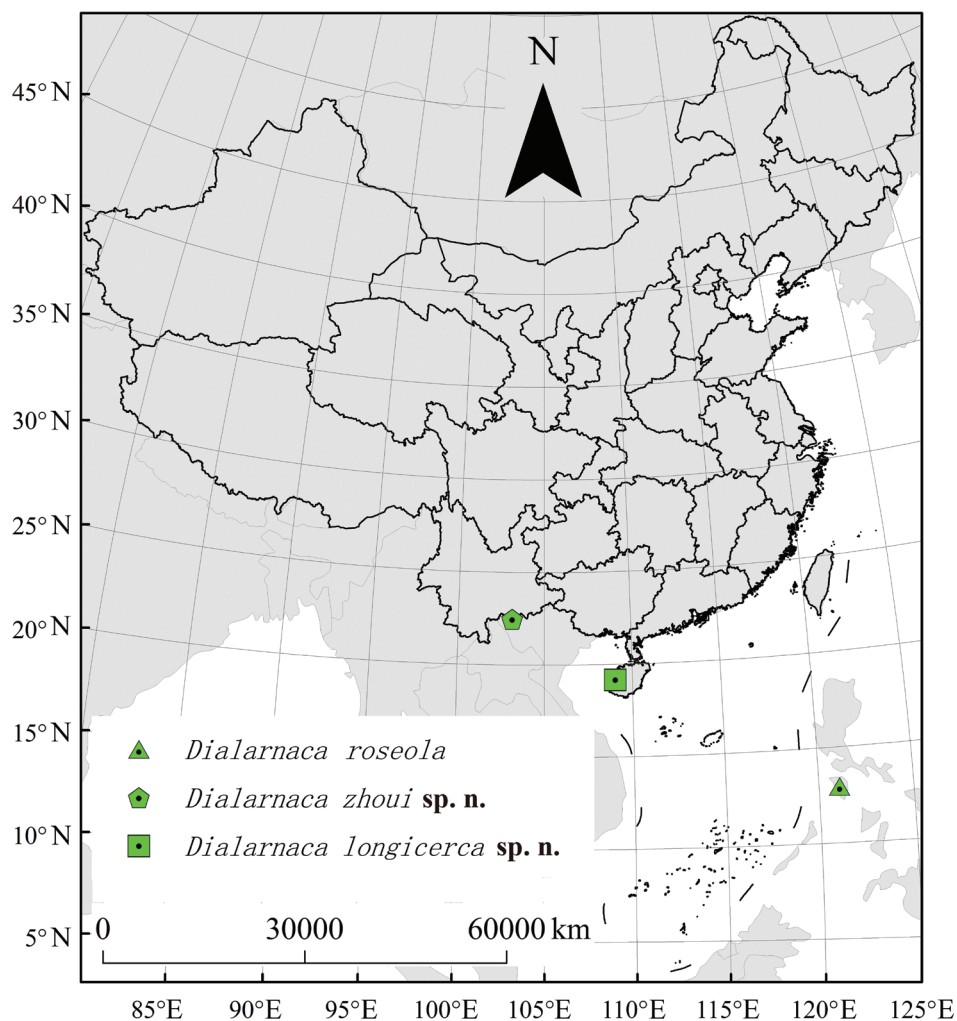 N
45° N
40° N
35° N
30° N
25° N
20° N
15° N
10° N
5° N
Dialarnaca roseola
Dialarnaca zhoui sp. n.
Dialarnaca longicerca sp. n.
0 30000 60000 km
85°E 90°E 95°E 100°E 105°E 110°E 115°E 120°E 125°E